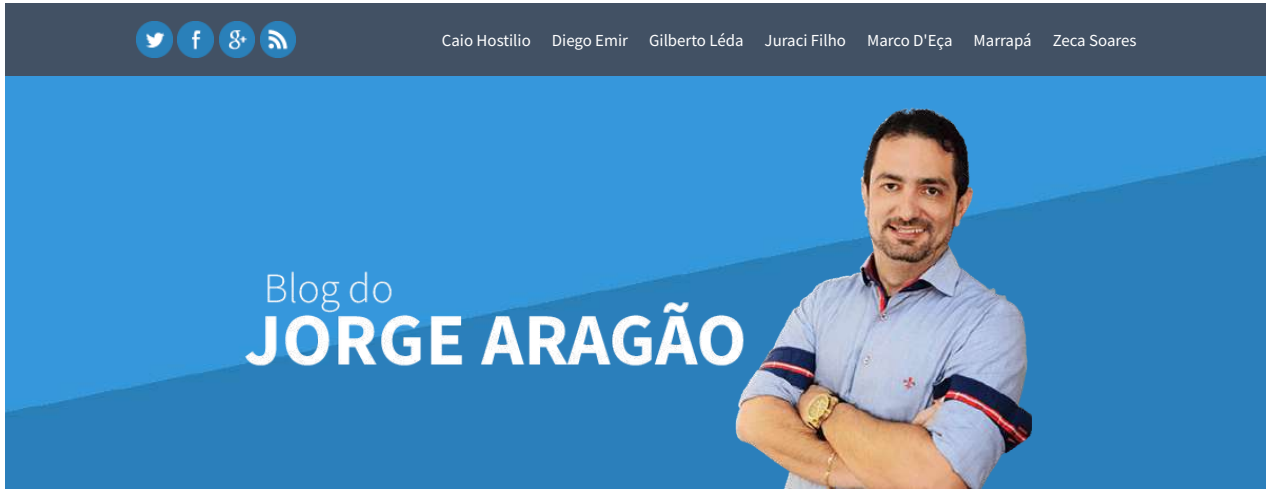 Caio Hostilio Diego Emir Gilberto Léda Juraci Filho Marco D'Eça Marrapá Zeca Soares
Blog do
JORGE ARAGÃO